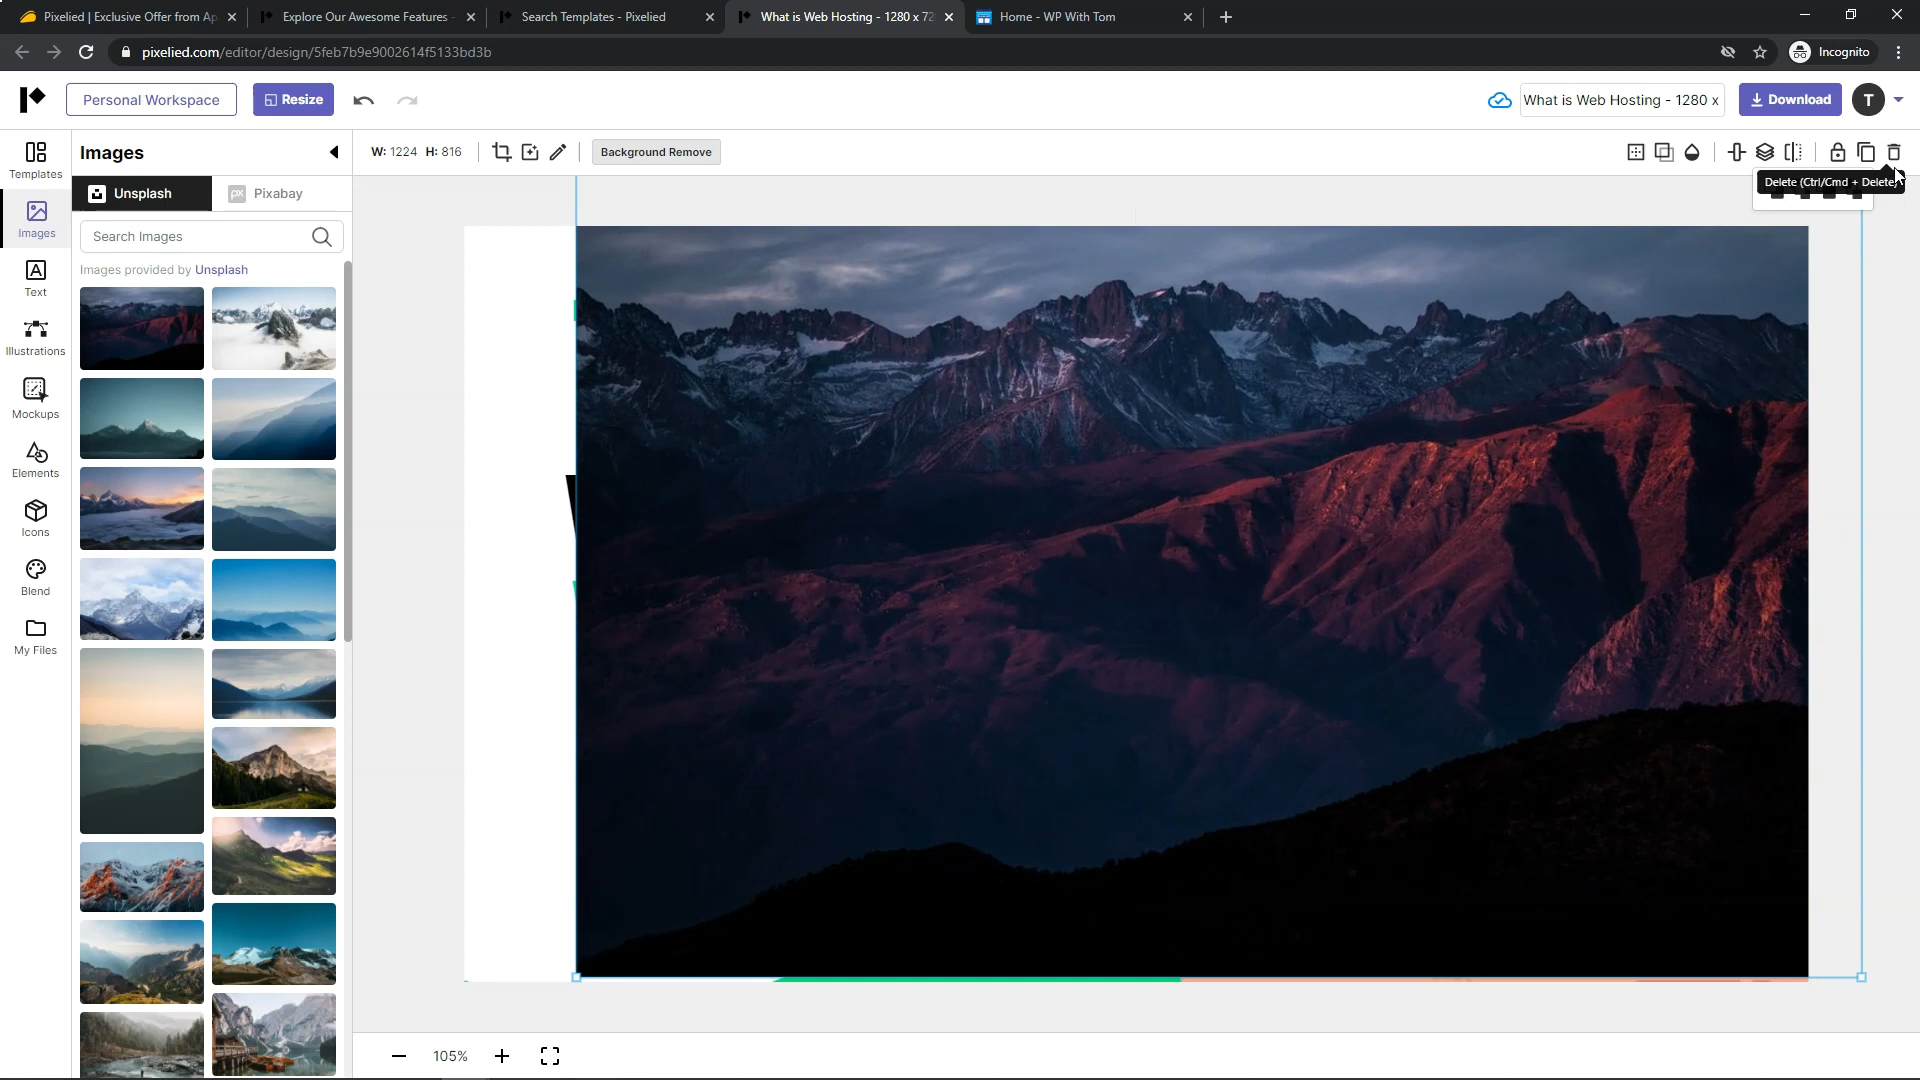 Pixelied | Exclusive Offer from Ap
Explore Our Awesome Features -
Search Templates - Pixelied
What is Web Hosting - 1280 x 72
Home - WP With Tom
pixelied.com/editor/design/5feb7b9e9002614f5133bd3b
Incognito
Personal Workspace
Resize
What is Web Hosting - 1280 x
Download
T
Templates
Images
W: 1224 H: 816
Background Remove
Unsplash
px Pixabay
Delete (Ctrl/Cmd + Delete)
Images
Search Images
Images provided by Unsplash
Text
Illustrations
Mockups
Elements
Icons
Blend
My Files
105%